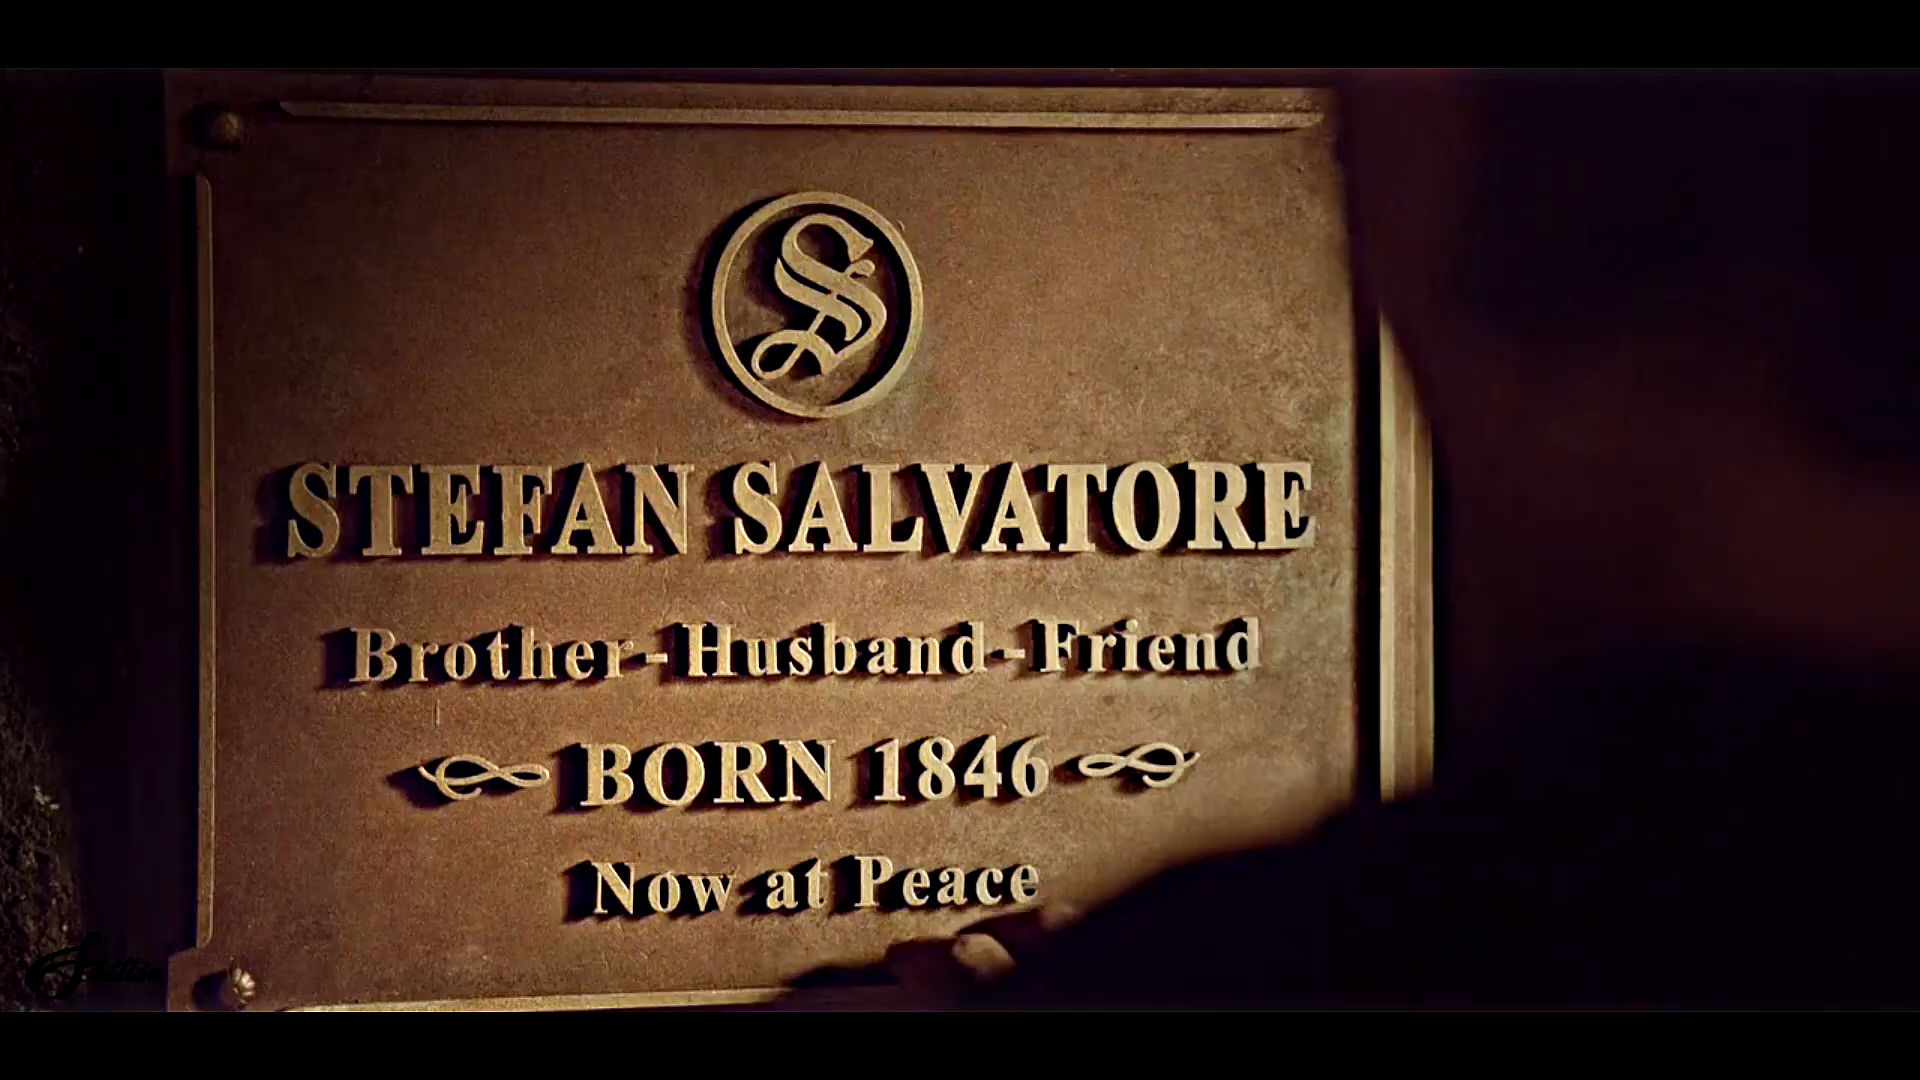 S
STEFAN SALVATORE
Brother-Husband-Friend
BORN 1846
Now at Peace